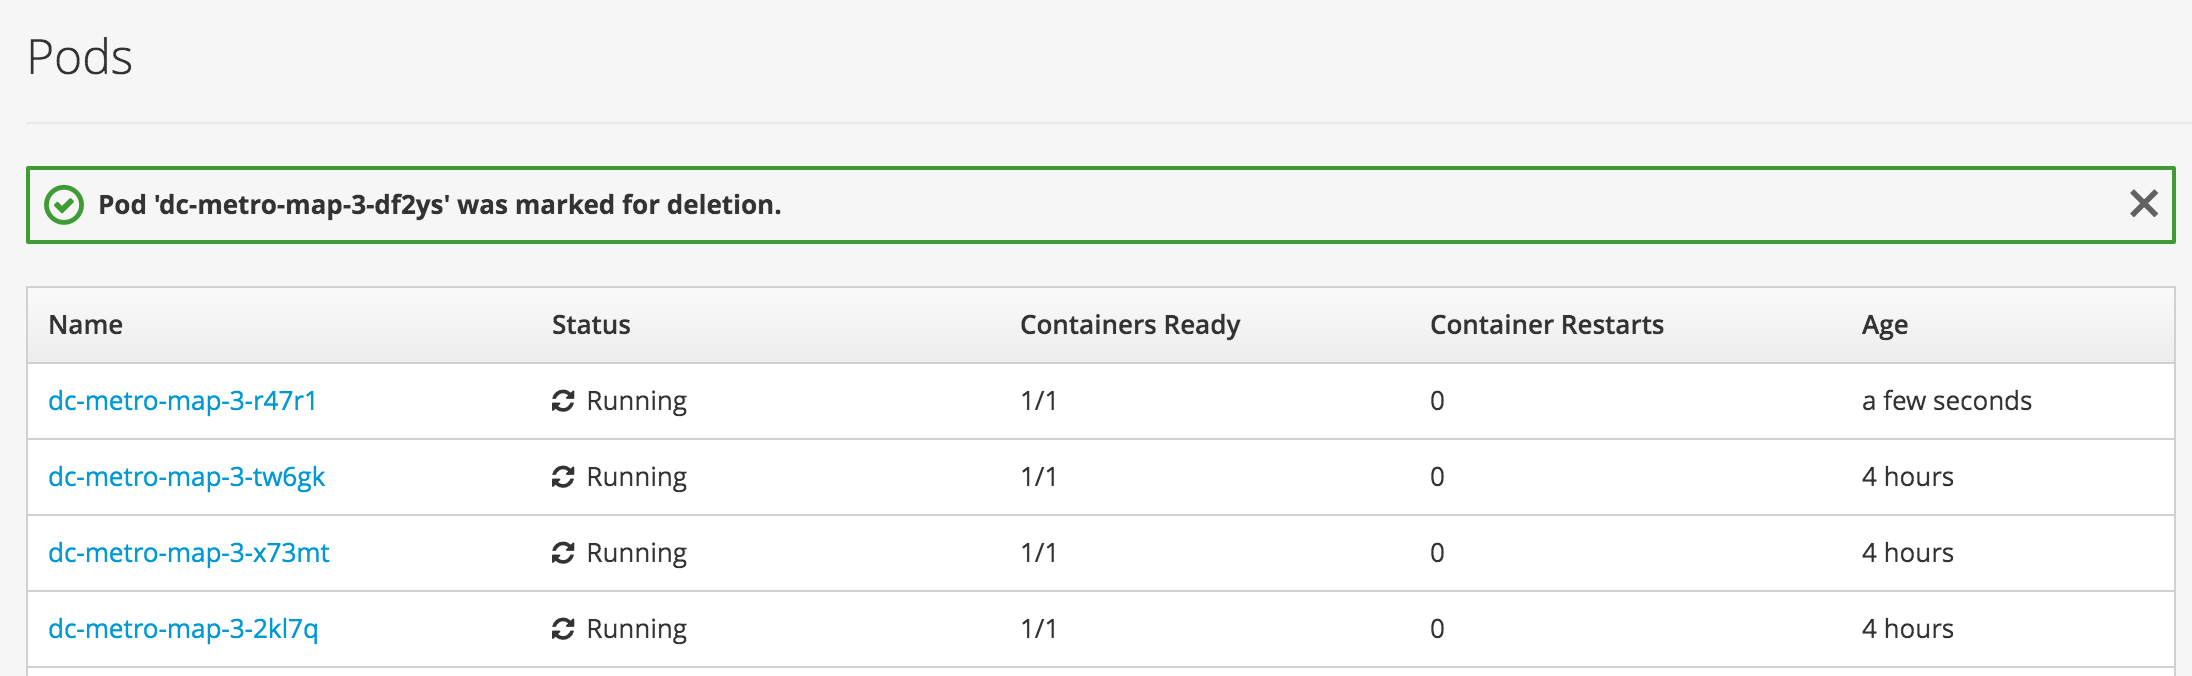 Pods
Pod 'dc-metro-map-3-df2ys' was marked for deletion.
Name Status Containers Ready Container Restarts Age
dc-metro-map-3-r47r1 Running 1/1 0 a few seconds
dc-metro-map-3-tw6gk Running 1/1 0 4 hours
dc-metro-map-3-x73mt Running 1/1 0 4 hours
dc-metro-map-3-2kl7q Running 1/1 0 4 hours